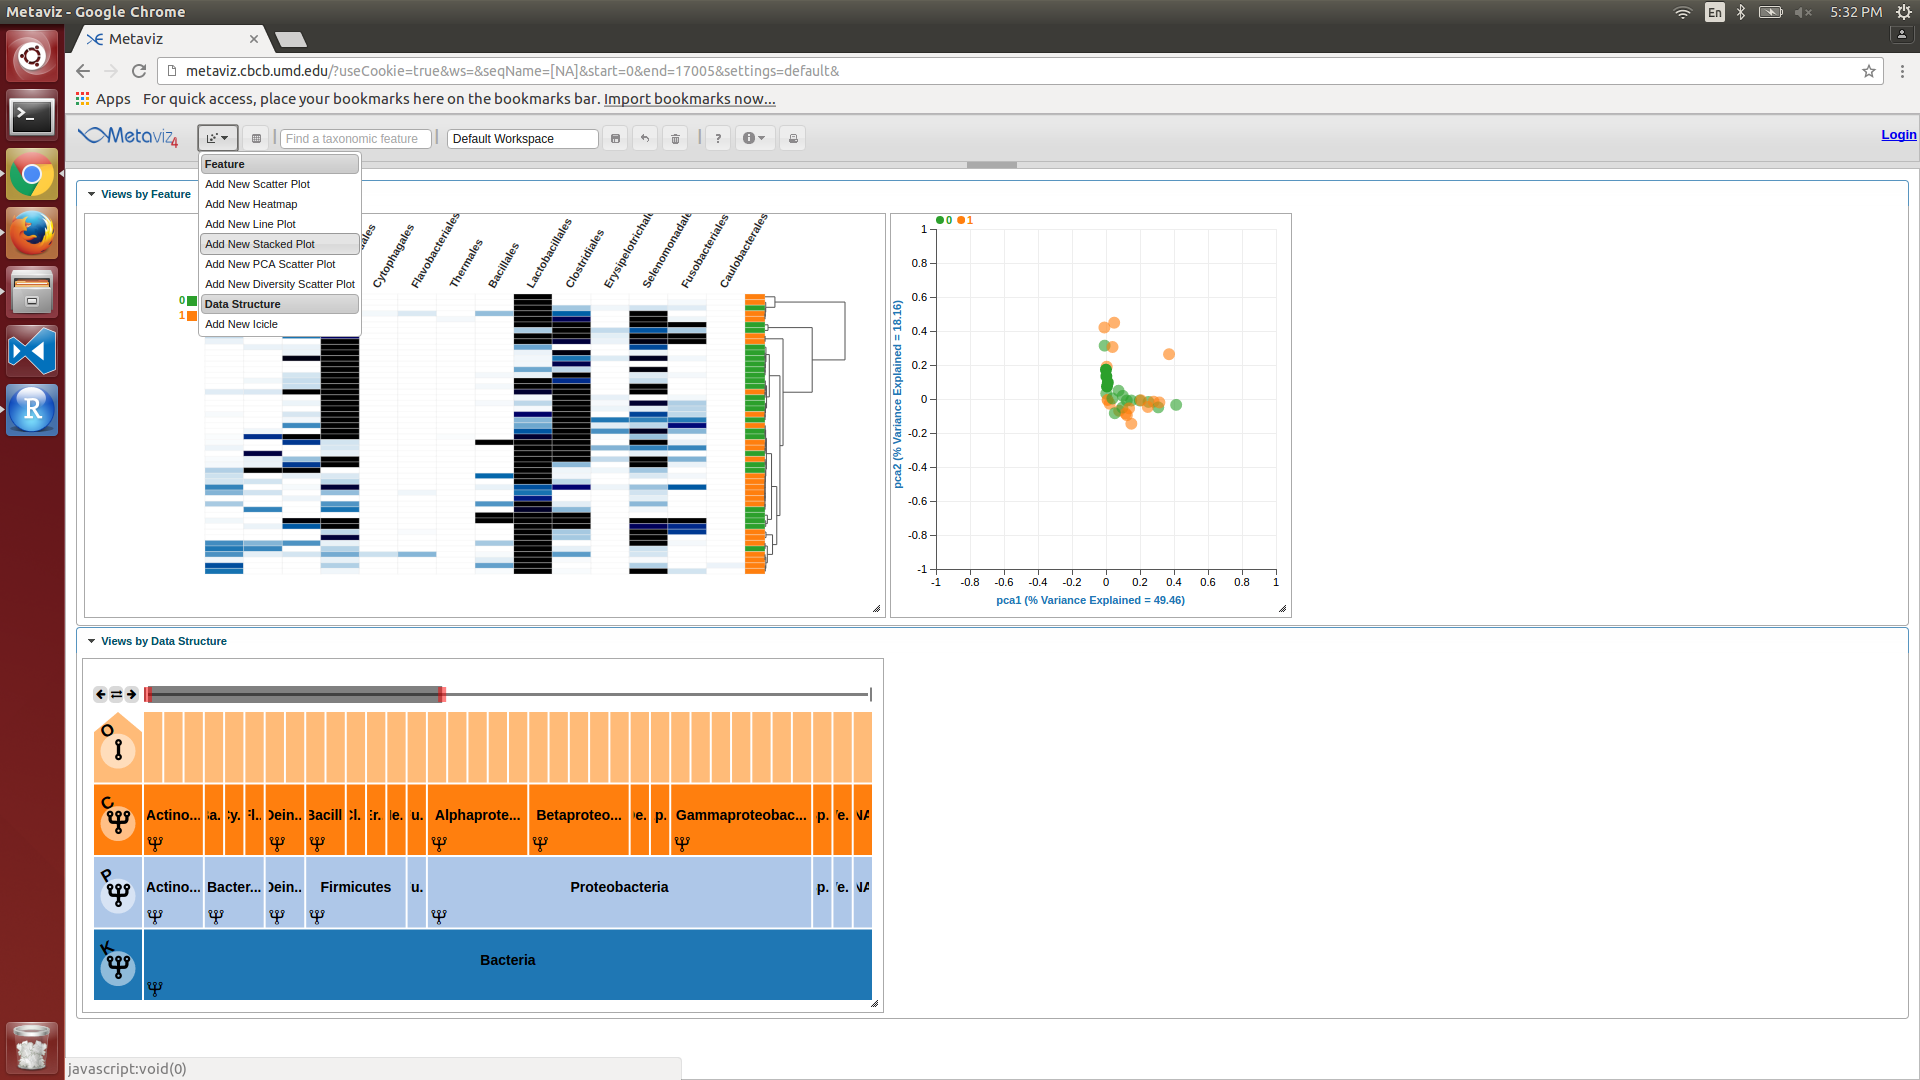 Metaviz - Google Chrome
En
5:32 PM
Metaviz
metaviz.cbcb.umd.edu/?useCookie=true&ws=&seqName=[NA]&start=0&end=17005&settings=default&
Apps For quick access, place your bookmarks here on the bookmarks bar. Import bookmarks now...
Metaviz 4
Find a taxonomic feature
Default Workspace
?
Login
Feature
Add New Scatter Plot
Add New Heatmap
Add New Line Plot
Add New Stacked Plot
Add New PCA Scatter Plot
Add New Diversity Scatter Plot
Data Structure
Add New Icicle
Views by Feature
Cytophagales
Flavobacteriales
Thermales
Bacillales
Lactobacillales
Clostridiales
Erysipelotrichale
Selenomonadale
Fusobacteriales
Caulobacterales
0
1
0 1
1
0.8
0.6
0.4
0.2
0
-0.2
-0.4
-0.6
-0.8
-1
pca2 (% Variance Explained = 18.16)
-1 -0.8 -0.6 -0.4 -0.2 0 0.2 0.4 0.6 0.8 1
pca1 (% Variance Explained = 49.46)
Views by Data Structure
O
C
Actino... Dein.. Bacill Alphaprote... Betaproteo... Gammaproteobac...
P
Actino... Bacter... Dein.. Firmicutes u. Proteobacteria p.
K
Bacteria
R
javascript:void(0)